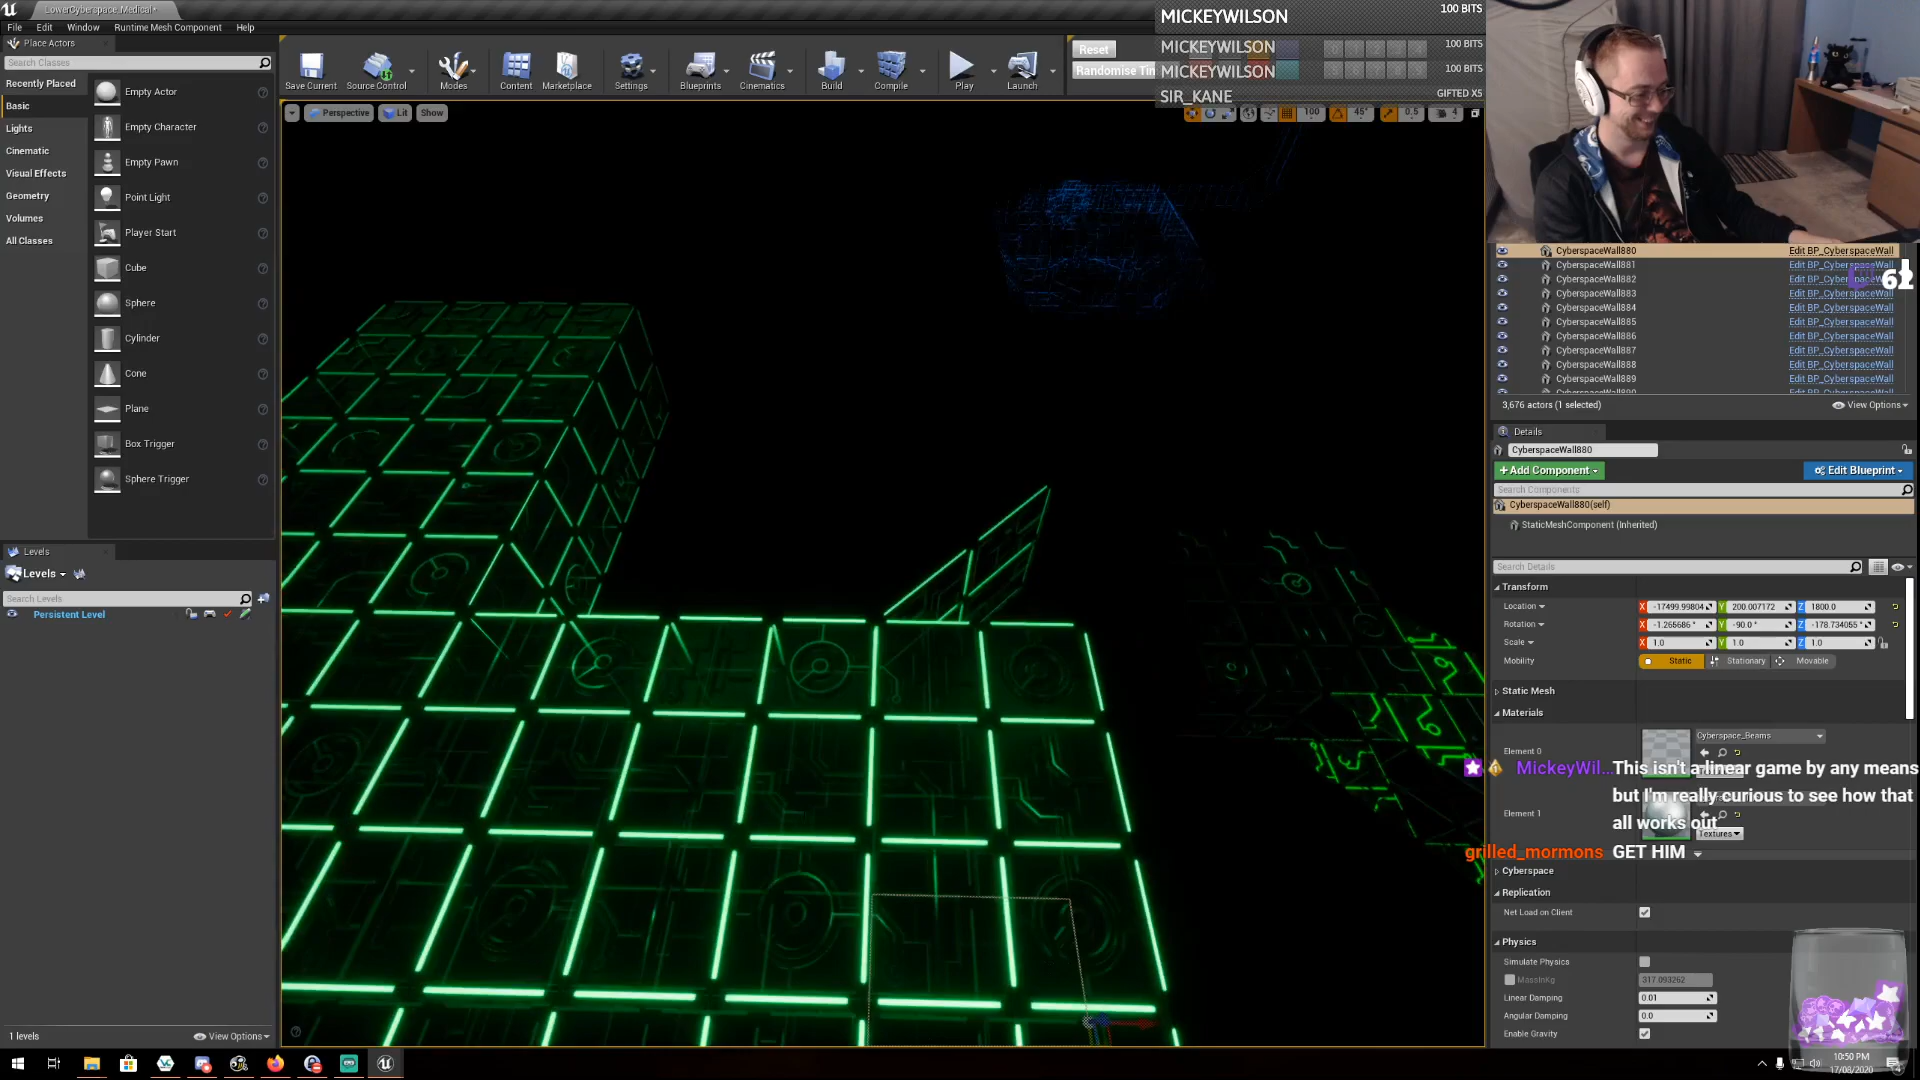 LowerCyberspace_Medical*
File Edit Window Runtime Mesh Component Help
Place Actors
Search Classes
Recently Placed
Basic
Lights
Cinematic
Visual Effects
Geometry
Volumes
All Classes
Empty Actor
Empty Character
Empty Pawn
Point Light
Player Start
Cube
Sphere
Cylinder
Cone
Plane
Box Trigger
Sphere Trigger
Levels
Levels
Search Levels
Persistent Level
1 levels
View Options
Save Current Source Control Modes Content Marketplace Settings Blueprints Cinematics Build Compile Play Launch
Reset
Randomise Tim
Perspective Lit Show
100 45° 0.5 4
MICKEYWILSON 100 BITS
MICKEYWILSON 100 BITS
MICKEYWILSON 100 BITS
SIR_KANE GIFTED X5
CyberspaceWall880 Edit BP_CyberspaceWall
CyberspaceWall881 Edit BP_CyberspaceWall
CyberspaceWall882 Edit BP_CyberspaceWall
CyberspaceWall883 Edit BP_CyberspaceWall
CyberspaceWall884 Edit BP_CyberspaceWall
CyberspaceWall885 Edit BP_CyberspaceWall
CyberspaceWall886 Edit BP_CyberspaceWall
CyberspaceWall887 Edit BP_CyberspaceWall
CyberspaceWall888 Edit BP_CyberspaceWall
CyberspaceWall889 Edit BP_CyberspaceWall
3,676 actors (1 selected) View Options
Details
CyberspaceWall880
+Add Component Edit Blueprint
Search Components
CyberspaceWall880(self)
StaticMeshComponent (Inherited)
Search Details
Transform
Location X -17499.99804 Y 200.007172 Z 1800.0
Rotation X -1.265686 ° Y -90.0 ° Z -178.734055 °
Scale X 1.0 Y 1.0 Z 1.0
Mobility Static Stationary Movable
Static Mesh
Materials
Element 0 Cyberspace_Beams
MickeyWil... This isn't a linear game by any means
but I'm really curious to see how that
all works out
Element 1
Textures
grilled_mormons GET HIM
Cyberspace
Replication
Net Load on Client
Physics
Simulate Physics
MassInKg 317.093262
Linear Damping 0.01
Angular Damping 0.0
Enable Gravity
10:50 PM
17/08/2020